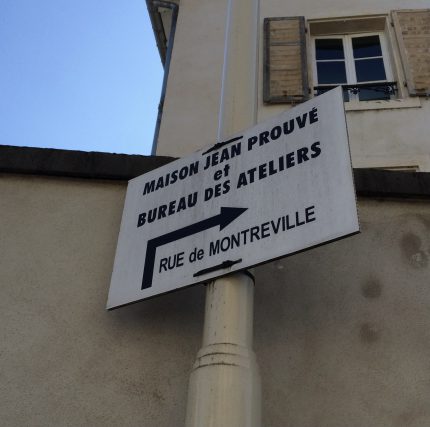 MAISON JEAN PROUVÉ
et
BUREAU DES ATELIERS
RUE de MONTREVILLE